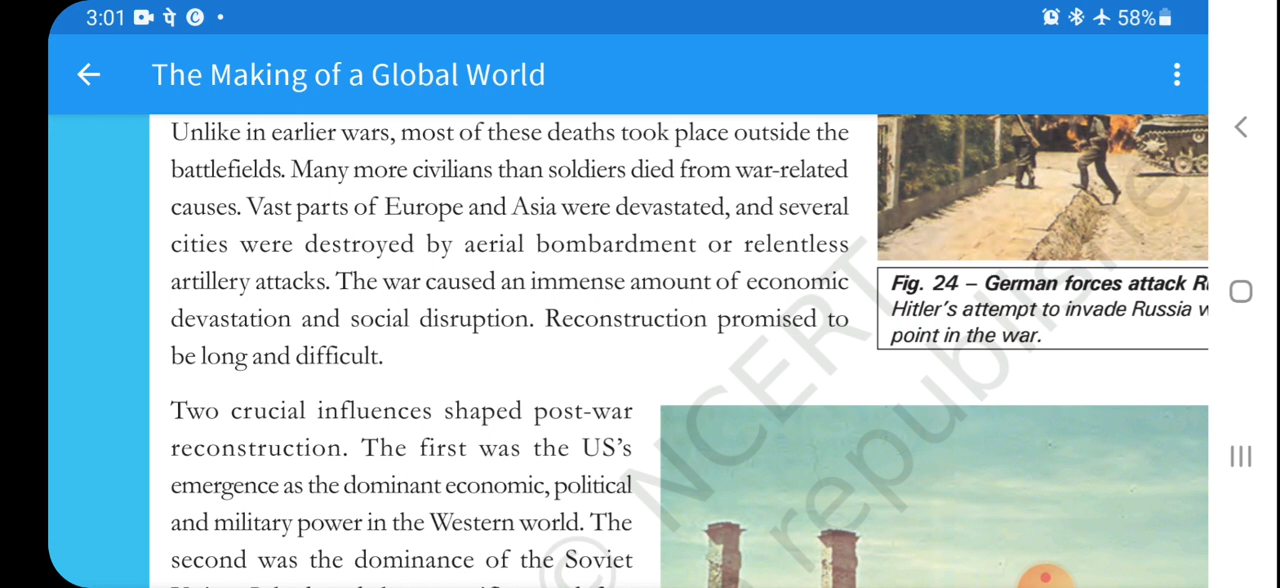 3:01
58%
The Making of a Global World
Unlike in earlier wars, most of these deaths took place outside the
battlefields. Many more civilians than soldiers died from war-related
causes. Vast parts of Europe and Asia were devastated, and several
cities were destroyed by aerial bombardment or relentless
artillery attacks. The war caused an immense amount of economic
devastation and social disruption. Reconstruction promised to
be long and difficult.
Fig. 24 – German forces attack
Hitler's attempt to invade Russia
point in the war.
Two crucial influences shaped post-war
reconstruction. The first was the US's
emergence as the dominant economic, political
and military power in the Western world. The
second was the dominance of the Soviet
© NCERT
republishe